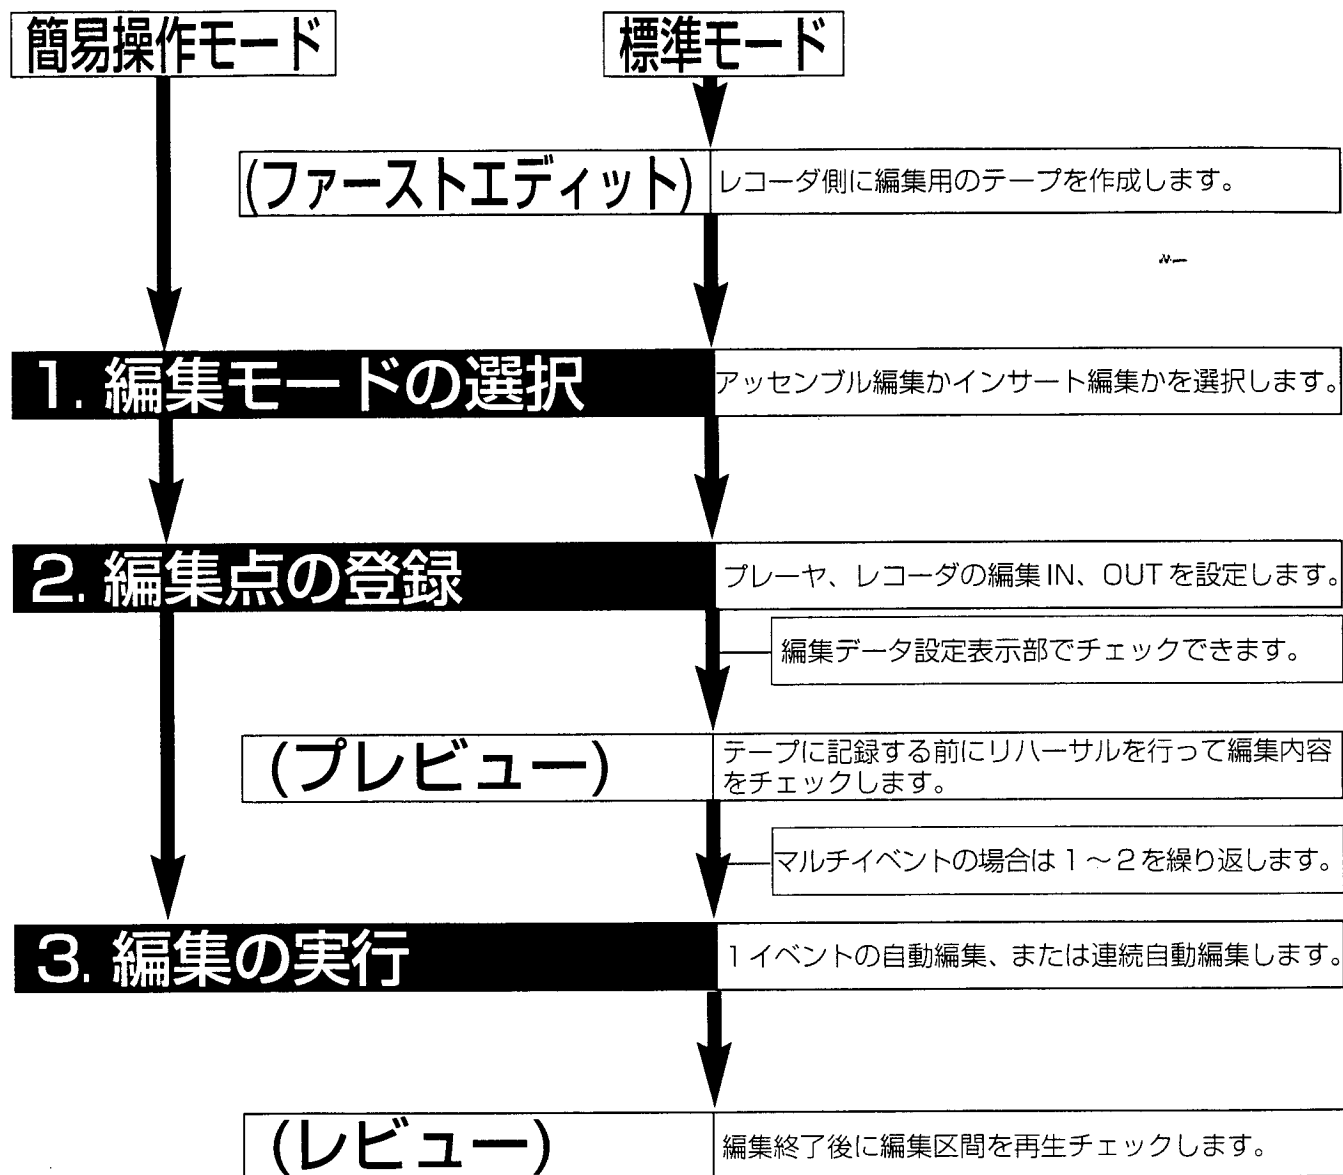 簡易操作モード
標準モード
(ファーストエディット)
レコーダ側に編集用のテープを作成します。
1. 編集モードの選択
アッセンブル編集かインサート編集かを選択します。
2. 編集点の登録
プレーヤ、レコーダの編集IN、OUTを設定します。
編集データ設定表示部でチェックできます。
(プレビュー)
テープに記録する前にリハーサルを行って編集内容
をチェックします。
マルチイベントの場合は1～2を繰り返します。
3. 編集の実行
1イベントの自動編集、または連続自動編集します。
(レビュー)
編集終了後に編集区間を再生チェックします。